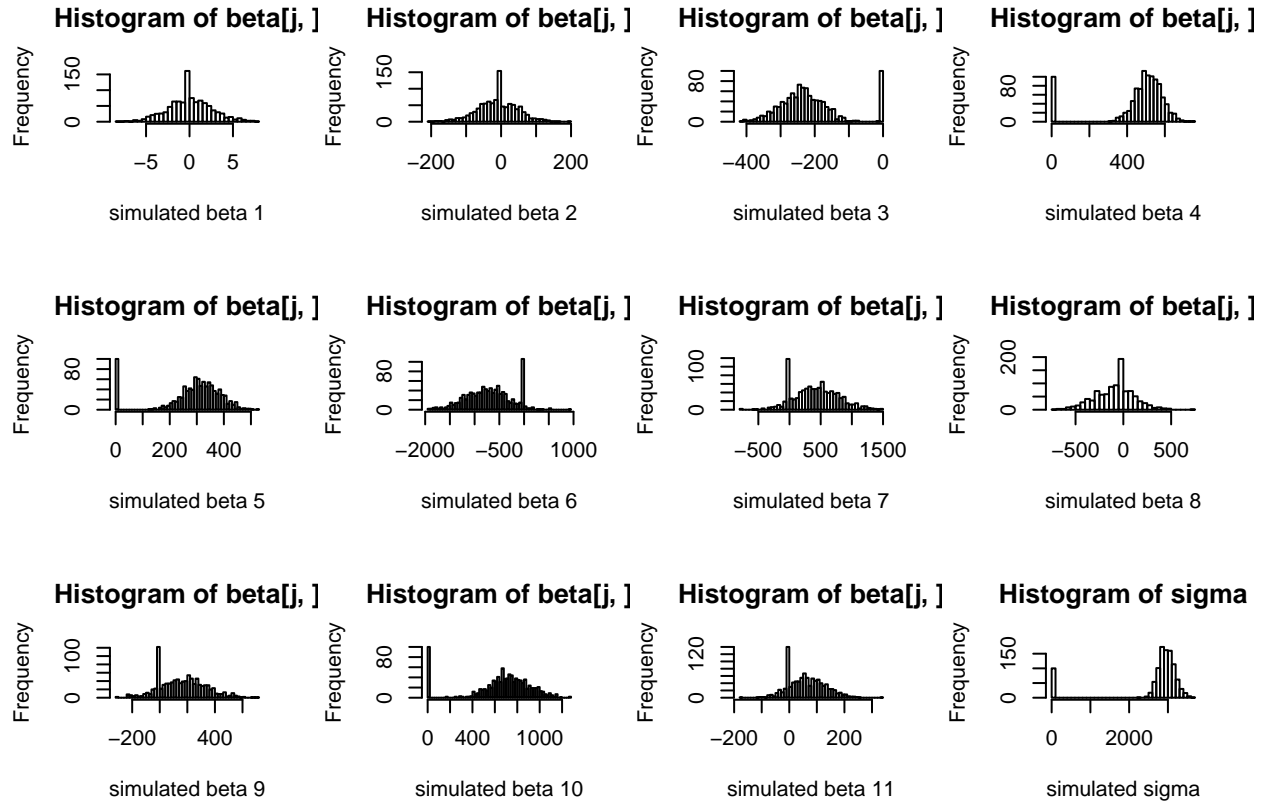 Histogram of beta[j, ] Histogram of beta[j, ] Histogram of beta[j, ] Histogram of beta[j, ]
Frequency 0 150 −5 0 5
simulated beta 1
Frequency 0 150 −200 0 200
simulated beta 2
Frequency 0 80 −400 −200 0
simulated beta 3
Frequency 0 80 0 400
simulated beta 4
Histogram of beta[j, ] Histogram of beta[j, ] Histogram of beta[j, ] Histogram of beta[j, ]
Frequency 0 80 0 200 400
simulated beta 5
Frequency 0 80 −2000 −500 1000
simulated beta 6
Frequency 0 100 −500 500 1500
simulated beta 7
Frequency 0 200 −500 0 500
simulated beta 8
Histogram of beta[j, ] Histogram of beta[j, ] Histogram of beta[j, ] Histogram of sigma
Frequency 0 100 −200 400
simulated beta 9
Frequency 0 80 0 400 1000
simulated beta 10
Frequency 0 120 −200 0 200
simulated beta 11
Frequency 0 150 0 2000
simulated sigma